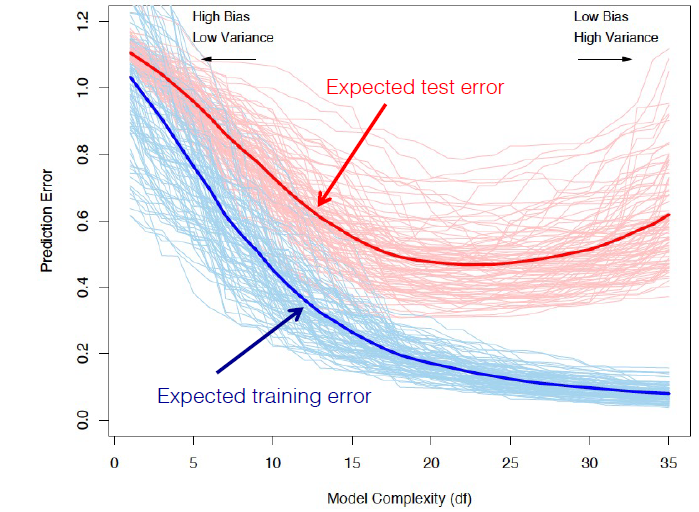 High Bias
Low Variance
Low Bias
High Variance
Expected test error
Expected training error
Prediction Error
0.0
0.2
0.4
0.6
0.8
1.0
1.2
0 5 10 15 20 25 30 35
Model Complexity (df)